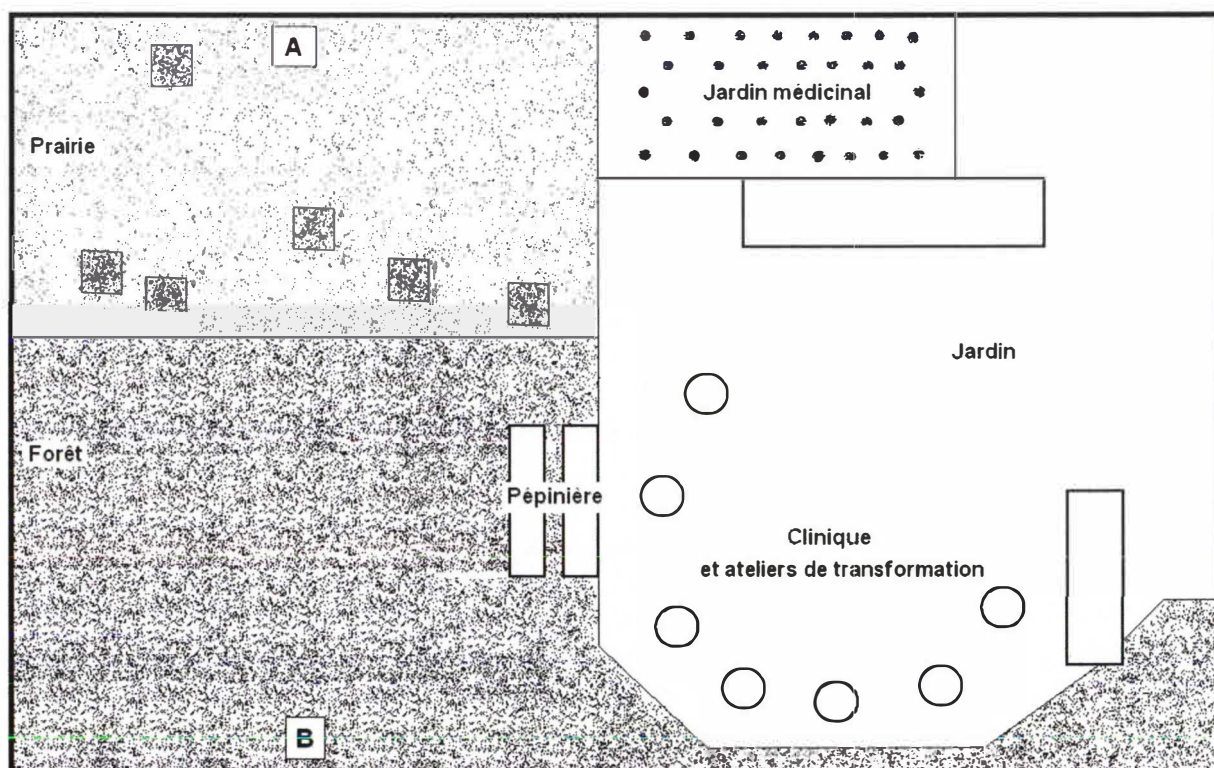 A
Jardin médicinal
Prairie
Jardin
Forêt
Pépinière
Clinique
et ateliers de transformation
B